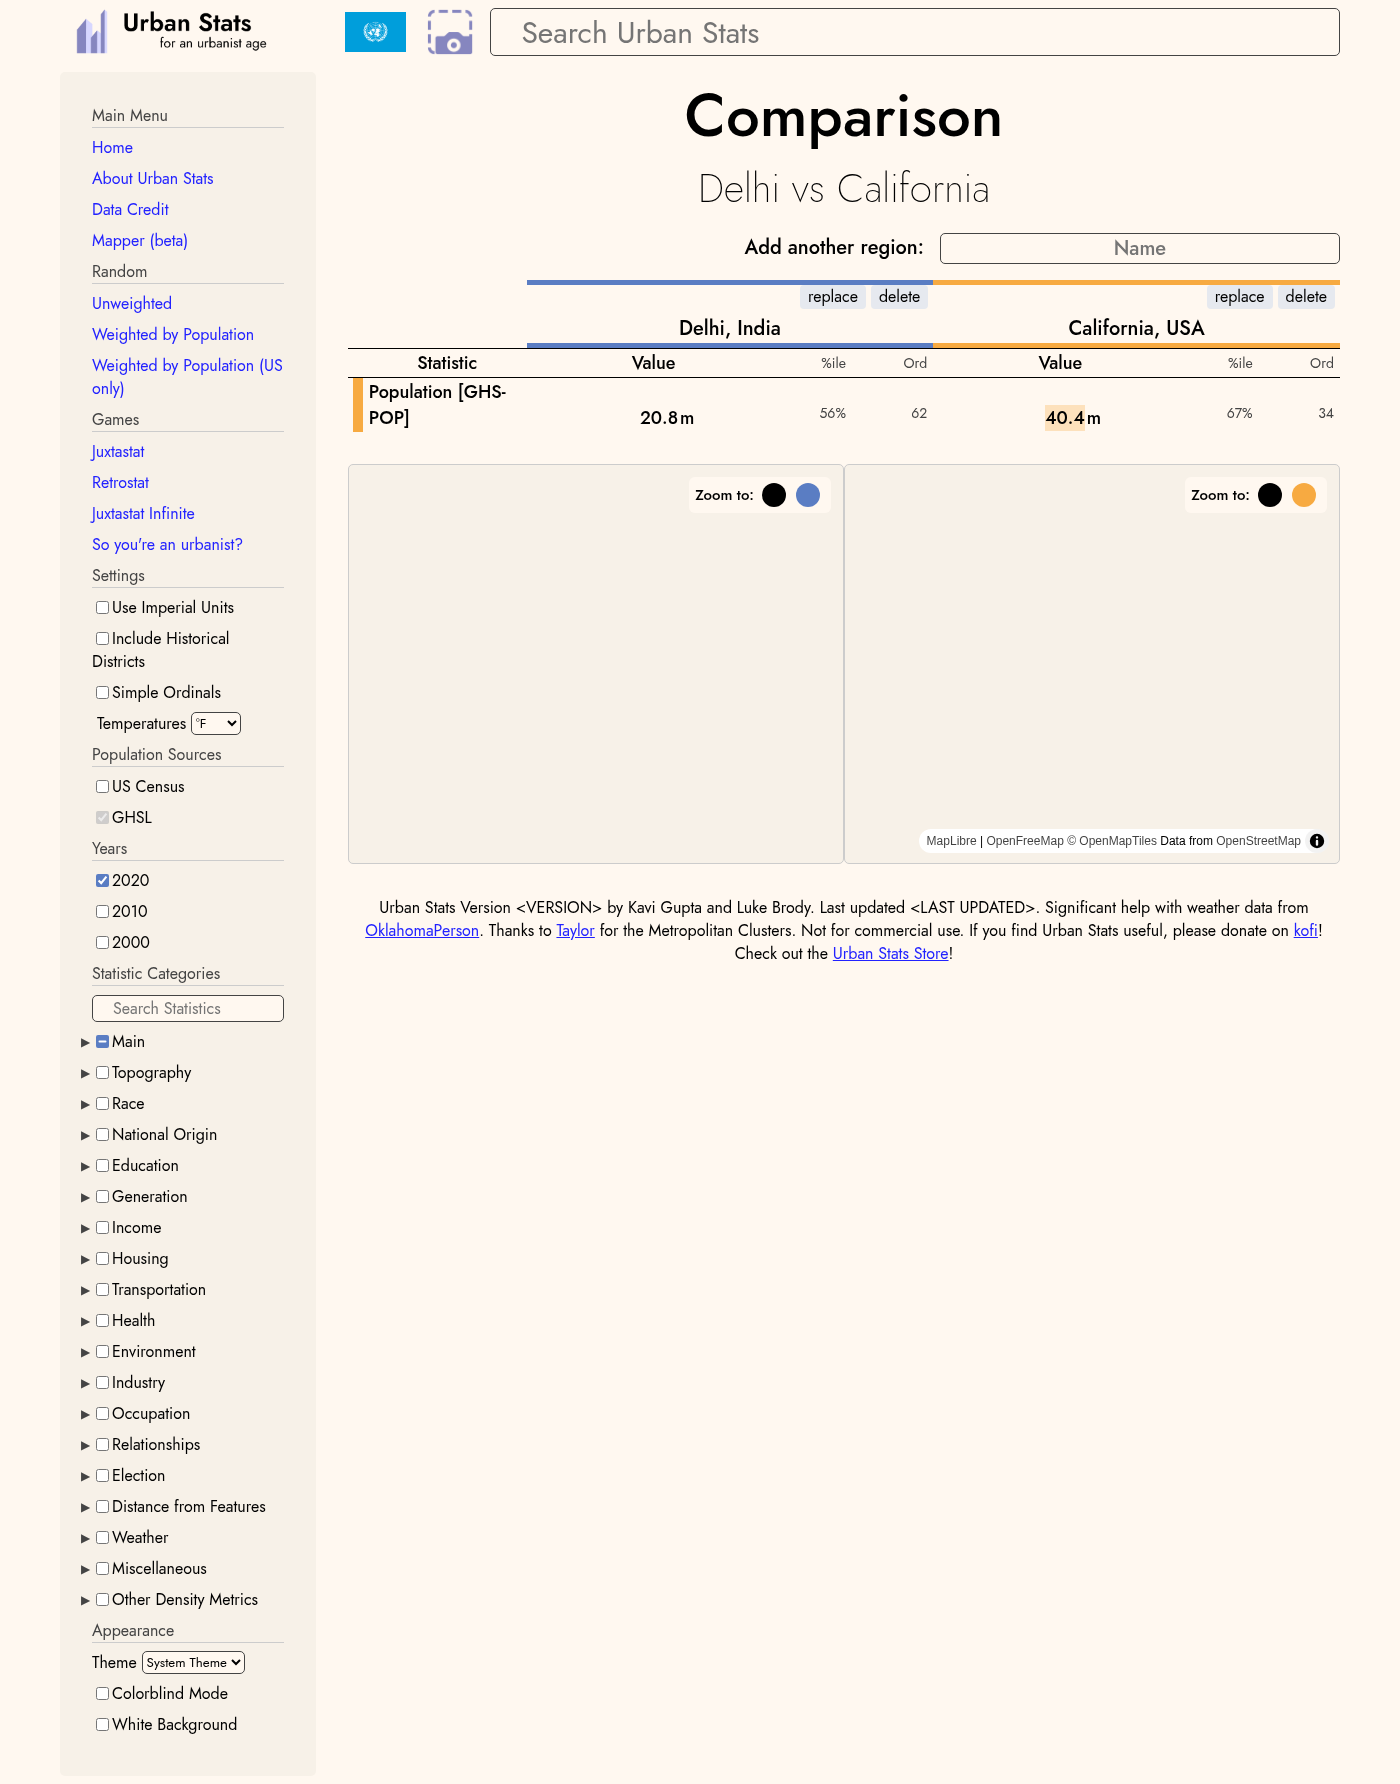 Urban Stats
for an urbanist age
Search Urban Stats
Main Menu
Home
About Urban Stats
Data Credit
Mapper (beta)
Random
Unweighted
Weighted by Population
Weighted by Population (US
only)
Games
Juxtastat
Retrostat
Juxtastat Infinite
So you're an urbanist?
Settings
Use Imperial Units
Include Historical
Districts
Simple Ordinals
Temperatures °F
Population Sources
US Census
GHSL
Years
2020
2010
2000
Statistic Categories
Search Statistics
Main
Topography
Race
National Origin
Education
Generation
Income
Housing
Transportation
Health
Environment
Industry
Occupation
Relationships
Election
Distance from Features
Weather
Miscellaneous
Other Density Metrics
Appearance
Theme System Theme
Colorblind Mode
White Background
Comparison
Delhi vs California
Add another region: Name
replace delete replace delete
Delhi, India California, USA
Statistic Value %ile Ord Value %ile Ord
Population [GHS-
POP] 20.8m 56% 62 40.4m 67% 34
Zoom to: Zoom to:
MapLibre | OpenFreeMap © OpenMapTiles Data from OpenStreetMap
Urban Stats Version <VERSION> by Kavi Gupta and Luke Brody. Last updated <LAST UPDATED>. Significant help with weather data from
OklahomaPerson. Thanks to Taylor for the Metropolitan Clusters. Not for commercial use. If you find Urban Stats useful, please donate on kofi!
Check out the Urban Stats Store!